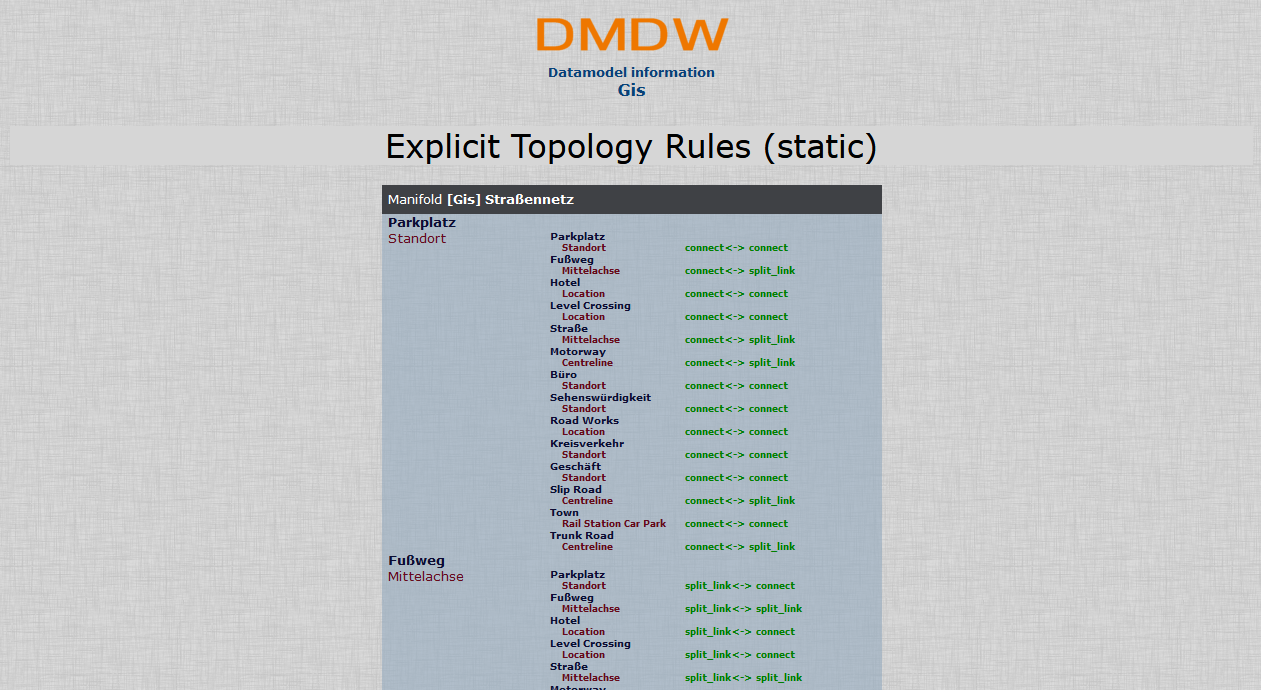 DMDW
Datamodel information
Gis
Explicit Topology Rules (static)
Manifold [Gis] Straßennetz
Parkplatz
Standort
Parkplatz
Standort connect<-> connect
Fußweg
Mittelachse connect<-> split_link
Hotel
Location connect<-> connect
Level Crossing
Location connect<-> connect
Straße
Mittelachse connect<-> split_link
Motorway
Centreline connect<-> split_link
Büro
Standort connect<-> connect
Sehenswürdigkeit
Standort connect<-> connect
Road Works
Location connect<-> connect
Kreisverkehr
Standort connect<-> connect
Geschäft
Standort connect<-> connect
Slip Road
Centreline connect<-> split_link
Town
Rail Station Car Park connect<-> connect
Trunk Road
Centreline connect<-> split_link
Fußweg
Mittelachse
Parkplatz
Standort split_link<-> connect
Fußweg
Mittelachse split_link<-> split_link
Hotel
Location split_link<-> connect
Level Crossing
Location split_link<-> connect
Straße
Mittelachse split_link<-> split_link
Motorway